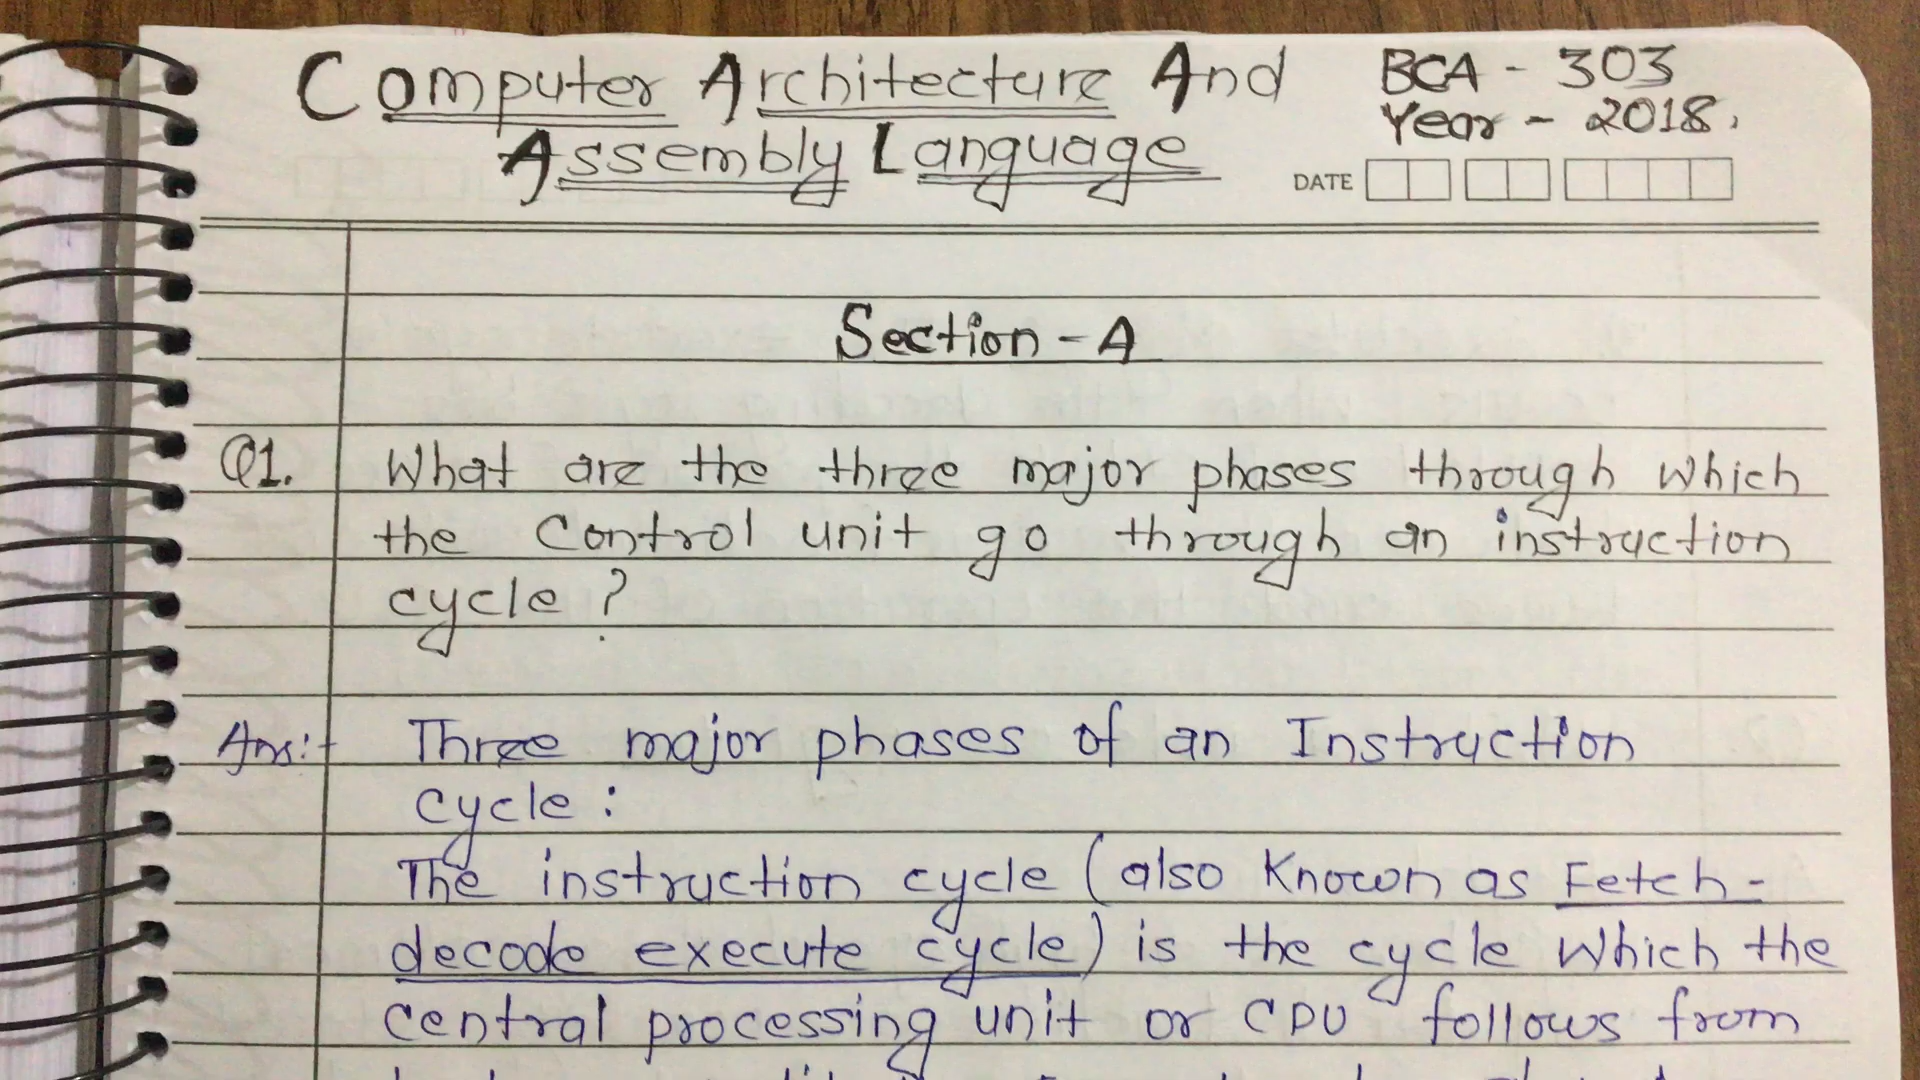 Computer Architecture And
Assembly Language
BCA - 303
Year - 2018.
DATE
Section - A
Q1. What are the three major phases through which
the Control unit go through an instruction
cycle ?
Ans:- Three major phases of an Instruction
cycle :
The instruction cycle (also Known as Fetch-
decode execute cycle) is the cycle which the
central processing unit or CPU follows from